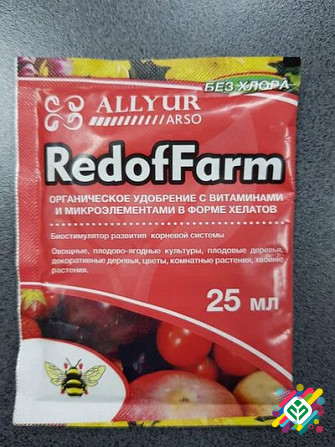 БЕЗ ХЛОРА
ALLYUR
ARSO
RedofFarm
ОРГАНИЧЕСКОЕ УДОБРЕНИЕ С ВИТАМИНАМИ
И МИКРОЭЛЕМЕНТАМИ В ФОРМЕ ХЕЛАТОВ
Биостимулятор развития корневой системы
Овощные, плодово-ягодные культуры, плодовые деревья,
декоративные деревья, цветы, комнатные растения, хвойные
растения.
25 МЛ